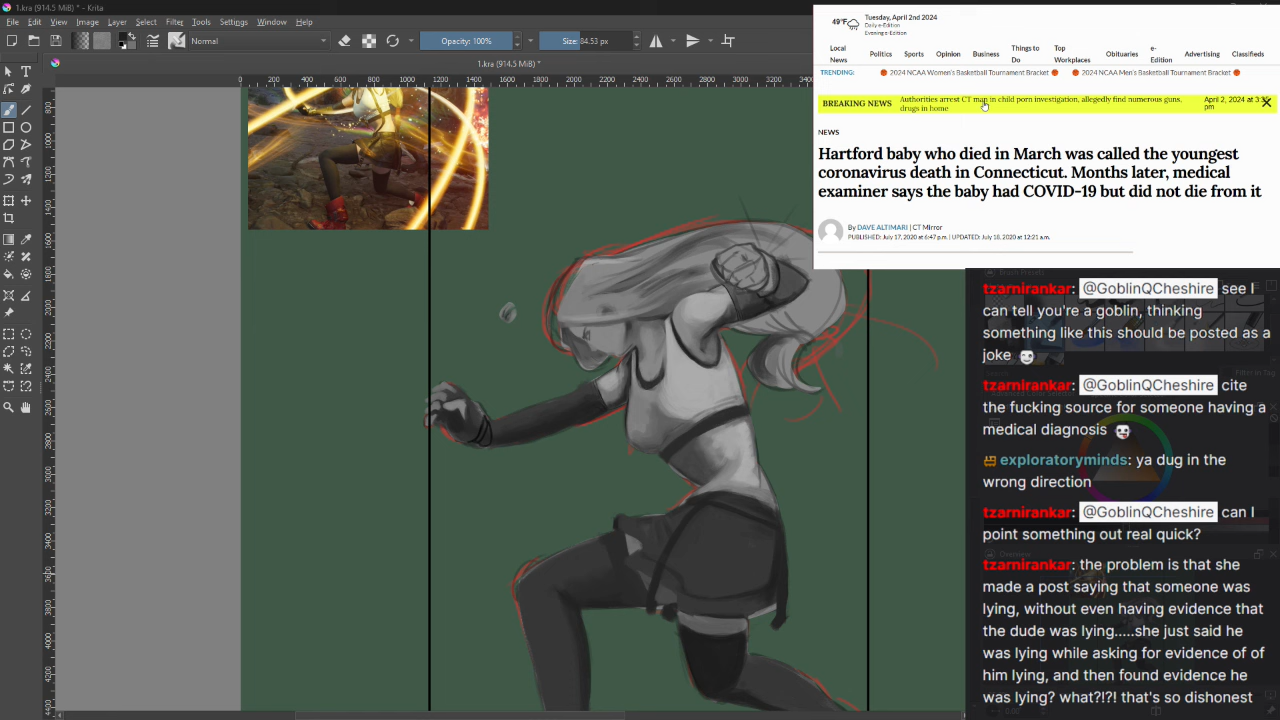 1.kra (914.5 MiB) * - Krita
File Edit View Image Layer Select Filter Tools Settings Window Help
Normal
Opacity: 100%
Size: 84.53 px
1.kra (914.5 MiB) *
49°F
Tuesday, April 2nd 2024
Daily e-Edition
Evening e-Edition
Local News
Politics
Sports
Opinion
Business
Things to Do
Top Workplaces
Obituaries
e-Edition
Advertising
Classifieds
TRENDING:
2024 NCAA Women's Basketball Tournament Bracket
2024 NCAA Men's Basketball Tournament Bracket
BREAKING NEWS
Authorities arrest CT man in child porn investigation, allegedly find numerous guns,
drugs in home
April 2, 2024 at
pm
NEWS
Hartford baby who died in March was called the youngest
coronavirus death in Connecticut. Months later, medical
examiner says the baby had COVID-19 but did not die from it
By DAVE ALTIMARI | CT Mirror
PUBLISHED: July 17, 2020 at 6:47 p.m. | UPDATED: July 18, 2020 at 12:21 a.m.
Brush Presets
tzarnirankar: @GoblinQCheshire see I
can tell you're a goblin, thinking
something like this should be posted as a
joke
tzarnirankar: @GoblinQCheshire cite
the fucking source for someone having a
medical diagnosis
exploratoryminds: ya dug in the
wrong direction
tzarnirankar: @GoblinQCheshire can I
point something out real quick?
tzarnirankar: the problem is that she
made a post saying that someone was
lying, without even having evidence that
the dude was lying.....she just said he
was lying while asking for evidence of of
him lying, and then found evidence he
was lying? what?!?! that's so dishonest